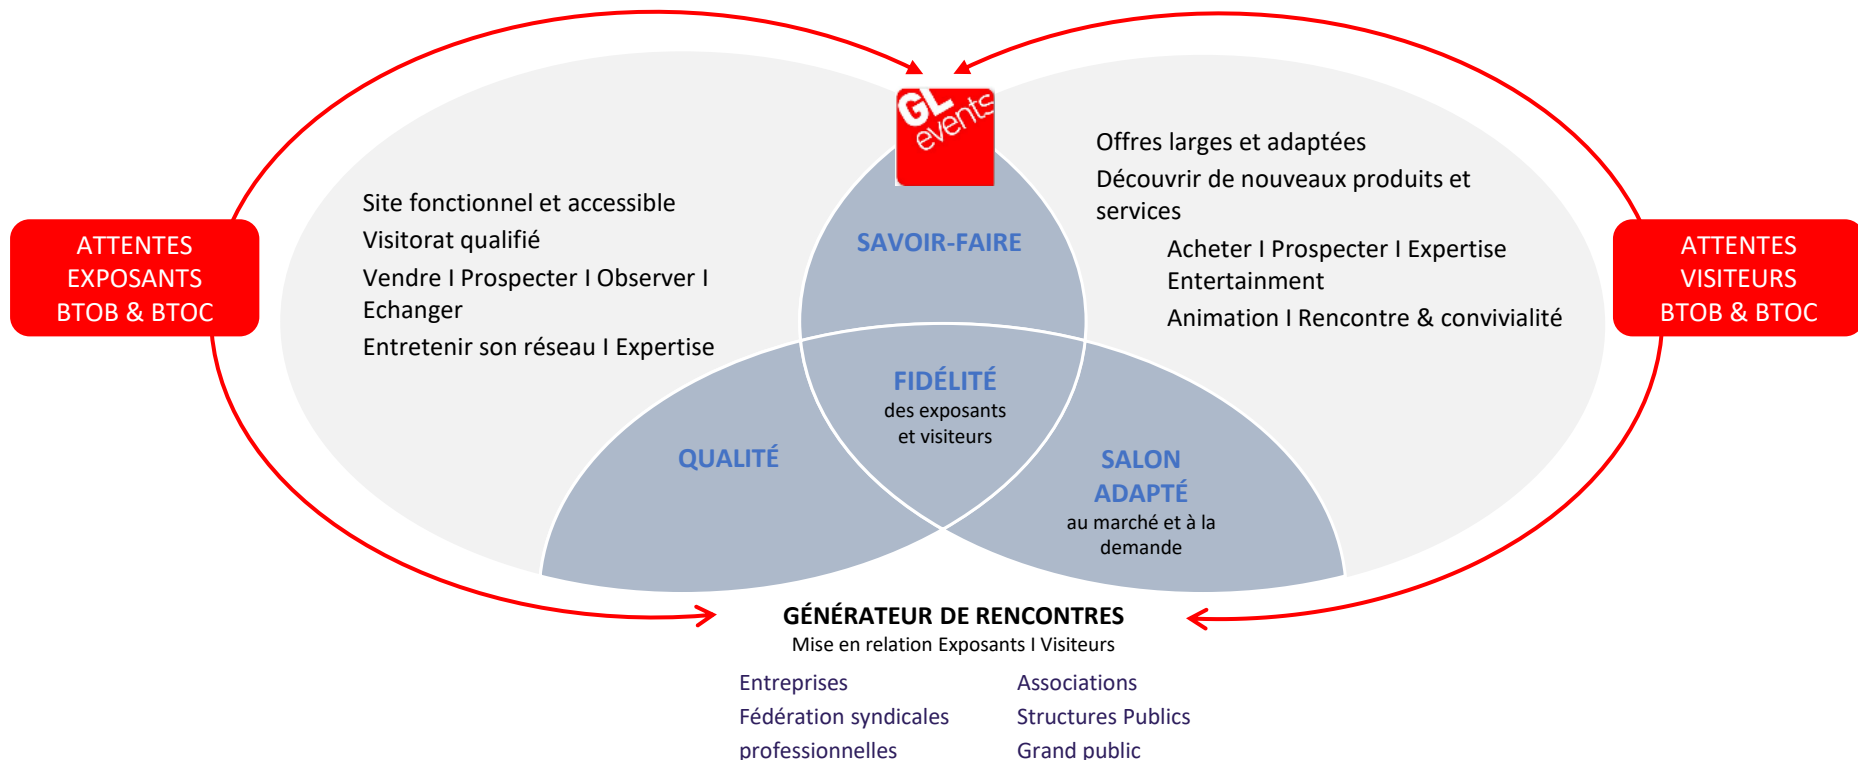 GL
events
ATTENTES
EXPOSANTS
BTOB & BTOC
Site fonctionnel et accessible
Visitorat qualifié
Vendre I Prospecter I Observer I
Echanger
Entretenir son réseau I Expertise
SAVOIR-FAIRE
Offres larges et adaptées
Découvrir de nouveaux produits et
services
Acheter I Prospecter I Expertise
Entertainment
Animation I Rencontre & convivialité
ATTENTES
VISITEURS
BTOB & BTOC
FIDÉLITÉ
des exposants
et visiteurs
QUALITÉ
SALON
ADAPTÉ
au marché et à la
demande
GÉNÉRATEUR DE RENCONTRES
Mise en relation Exposants I Visiteurs
Entreprises
Fédération syndicales
professionnelles
Associations
Structures Publics
Grand public